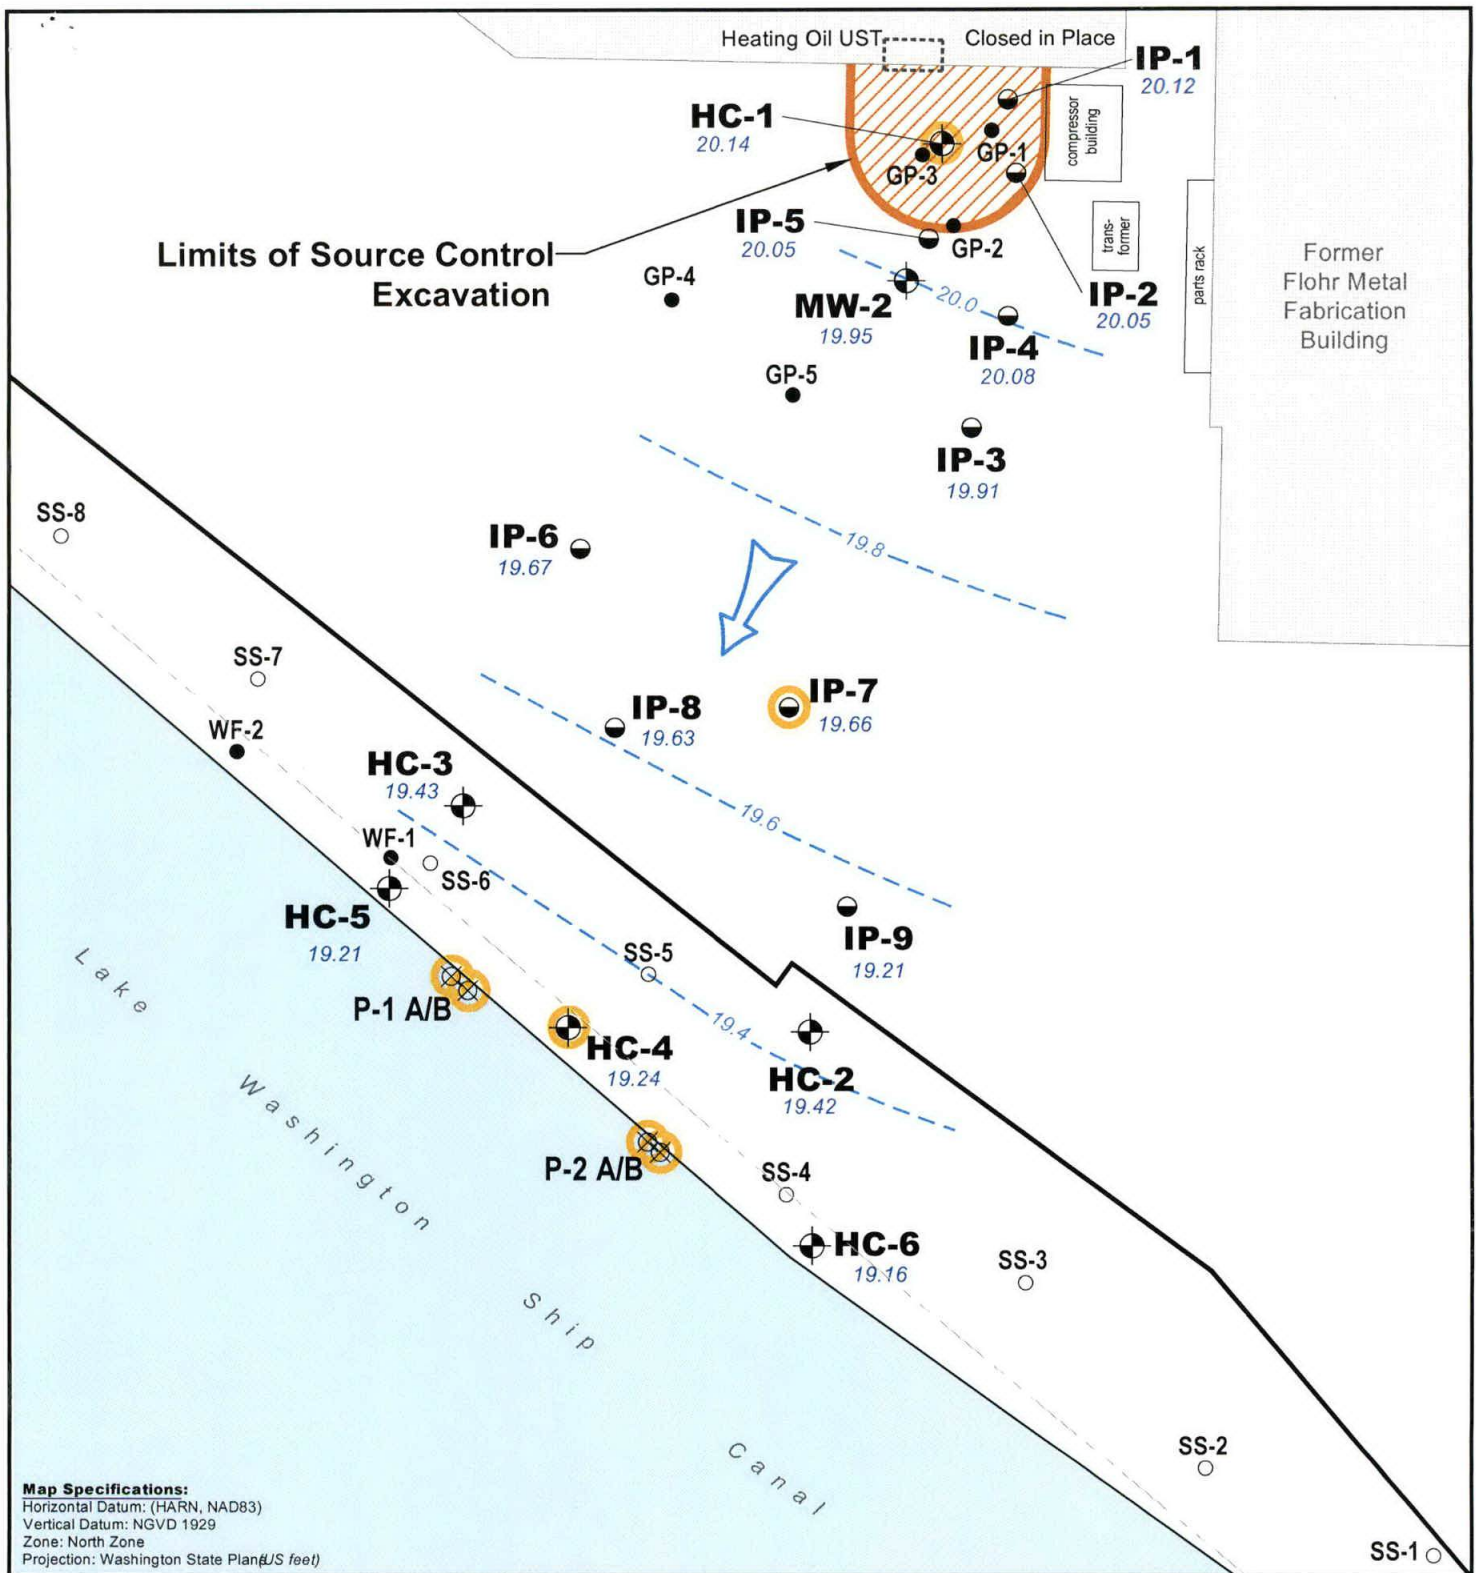 Heating Oil UST
Closed in Place
IP-1
20.12
compressor
building
HC-1
20.14
GP-1
GP-3
IP-5
20.05
GP-2
trans-
former
parts rack
Former
Flohr Metal
Fabrication
Building
Limits of Source Control
Excavation
GP-4
MW-2
19.95
20.0
IP-2
20.05
IP-4
20.08
GP-5
IP-3
19.91
SS-8
IP-6
19.67
19.8
SS-7
IP-7
19.66
IP-8
19.63
WF-2
HC-3
19.43
19.6
WF-1
SS-6
HC-5
19.21
IP-9
19.21
SS-5
P-1 A/B
19.4
HC-4
19.24
HC-2
19.42
P-2 A/B
SS-4
HC-6
19.16
SS-3
Lake
Washington
Ship
Canal
SS-2
SS-1
Map Specifications:
Horizontal Datum: (HARN, NAD83)
Vertical Datum: NGVD 1929
Zone: North Zone
Projection: Washington State Plane(US feet)